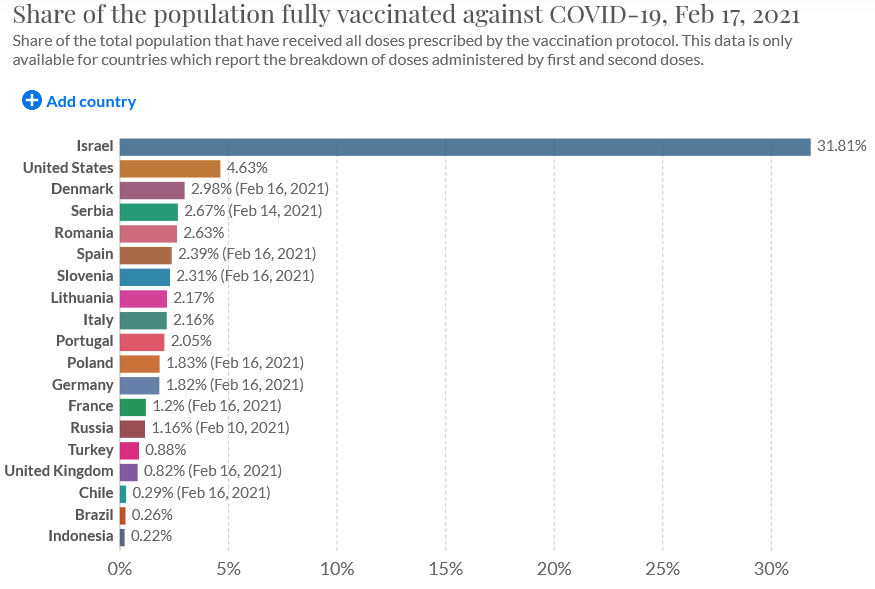 Share of the population fully vaccinated against COVID-19, Feb 17, 2021
Share of the total population that have received all doses prescribed by the vaccination protocol. This data is only
available for countries which report the breakdown of doses administered by first and second doses.
Add country
Israel 31.81%
United States 4.63%
Denmark 2.98% (Feb 16, 2021)
Serbia 2.67% (Feb 14, 2021)
Romania 2.63%
Spain 2.39% (Feb 16, 2021)
Slovenia 2.31% (Feb 16, 2021)
Lithuania 2.17%
Italy 2.16%
Portugal 2.05%
Poland 1.83% (Feb 16, 2021)
Germany 1.82% (Feb 16, 2021)
France 1.2% (Feb 16, 2021)
Russia 1.16% (Feb 10, 2021)
Turkey 0.88%
United Kingdom 0.82% (Feb 16, 2021)
Chile 0.29% (Feb 16, 2021)
Brazil 0.26%
Indonesia 0.22%
0% 5% 10% 15% 20% 25% 30%